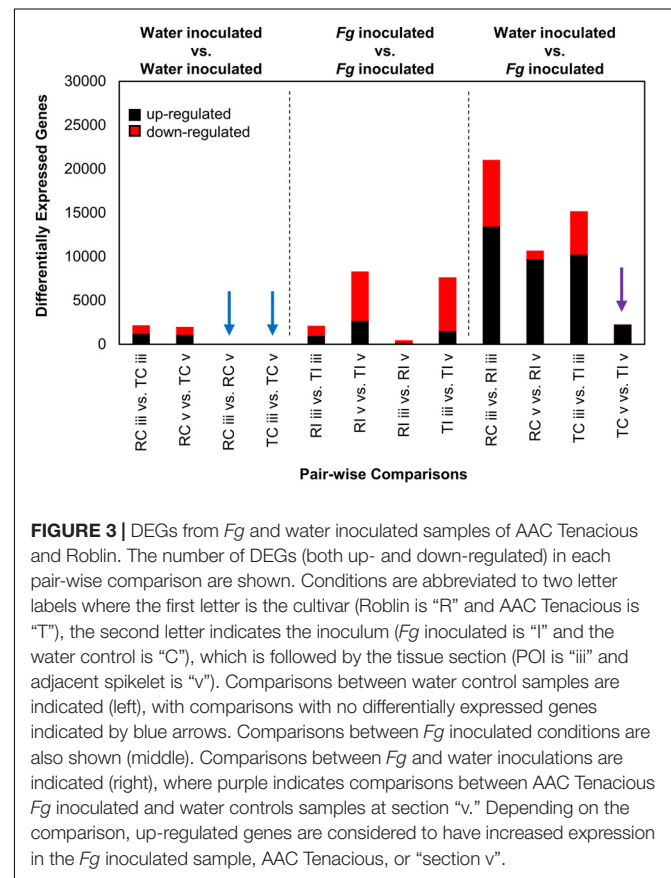 Water inoculated
vs.
Water inoculated
Fg inoculated
vs.
Fg inoculated
Water inoculated
vs.
Fg inoculated
30000
25000
20000
15000
10000
5000
0
Differentially Expressed Genes
up-regulated
down-regulated
RC iii vs. TC iii
RC v vs. TC v
RC iii vs. RC v
TC iii vs. TC v
RI iii vs. TI iii
RI v vs. TI v
RI iii vs. RI v
TI iii vs. TI v
RC iii vs. RI iii
RC v vs. RI v
TC iii vs. TI iii
TC v vs. TI v
Pair-wise Comparisons
FIGURE 3 | DEGs from Fg and water inoculated samples of AAC Tenacious
and Roblin. The number of DEGs (both up- and down-regulated) in each
pair-wise comparison are shown. Conditions are abbreviated to two letter
labels where the first letter is the cultivar (Roblin is “R” and AAC Tenacious is
“T”), the second letter indicates the inoculum (Fg inoculated is “I” and the
water control is “C”), which is followed by the tissue section (POI is “iii” and
adjacent spikelet is “v”). Comparisons between water control samples are
indicated (left), with comparisons with no differentially expressed genes
indicated by blue arrows. Comparisons between Fg inoculated conditions are
also shown (middle). Comparisons between Fg and water inoculations are
indicated (right), where purple indicates comparisons between AAC Tenacious
Fg inoculated and water controls samples at section “v.” Depending on the
comparison, up-regulated genes are considered to have increased expression
in the Fg inoculated sample, AAC Tenacious, or “section v”.